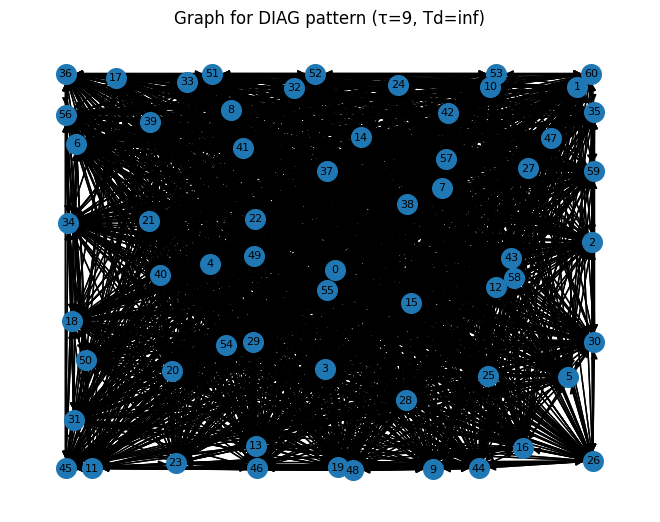 Graph for DIAG pattern (τ=9, Td=inf)
36 17 33 51 52 53 60
32 24 10 1
56 39 8 14 42 35
6 41 37 57 27 47 59
7 38
34 21 22 2
40 4 49 0 43
55 15 12 58
18 54 29 30
50 20 3 25 5
31 28
13 16
45 11 23 46 19 48 9 44 26